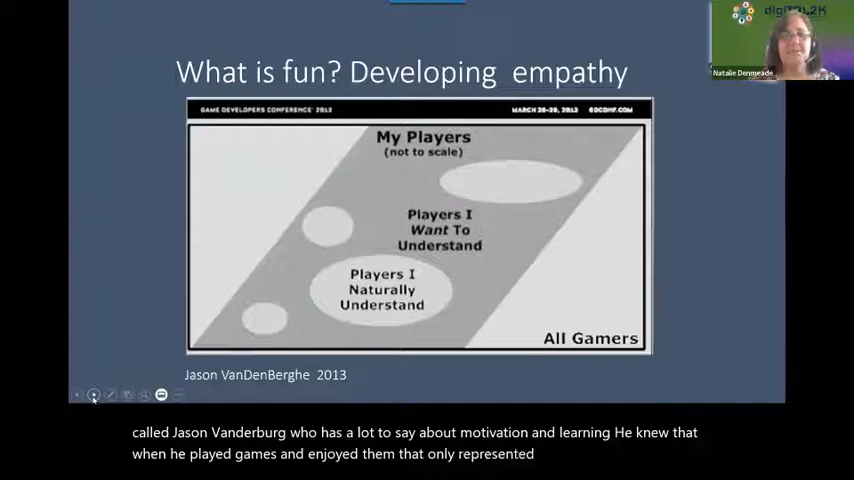 digiTAL2K
Natalie Denmeade
What is fun? Developing empathy
GAME DEVELOPERS CONFERENCE 2013
MARCH 25-29, 2013 GDCONF.COM
My Players
(not to scale)
Players I
Want To
Understand
Players I
Naturally
Understand
All Gamers
Jason VanDenBerghe 2013
called Jason Vanderburg who has a lot to say about motivation and learning He knew that
when he played games and enjoyed them that only represented